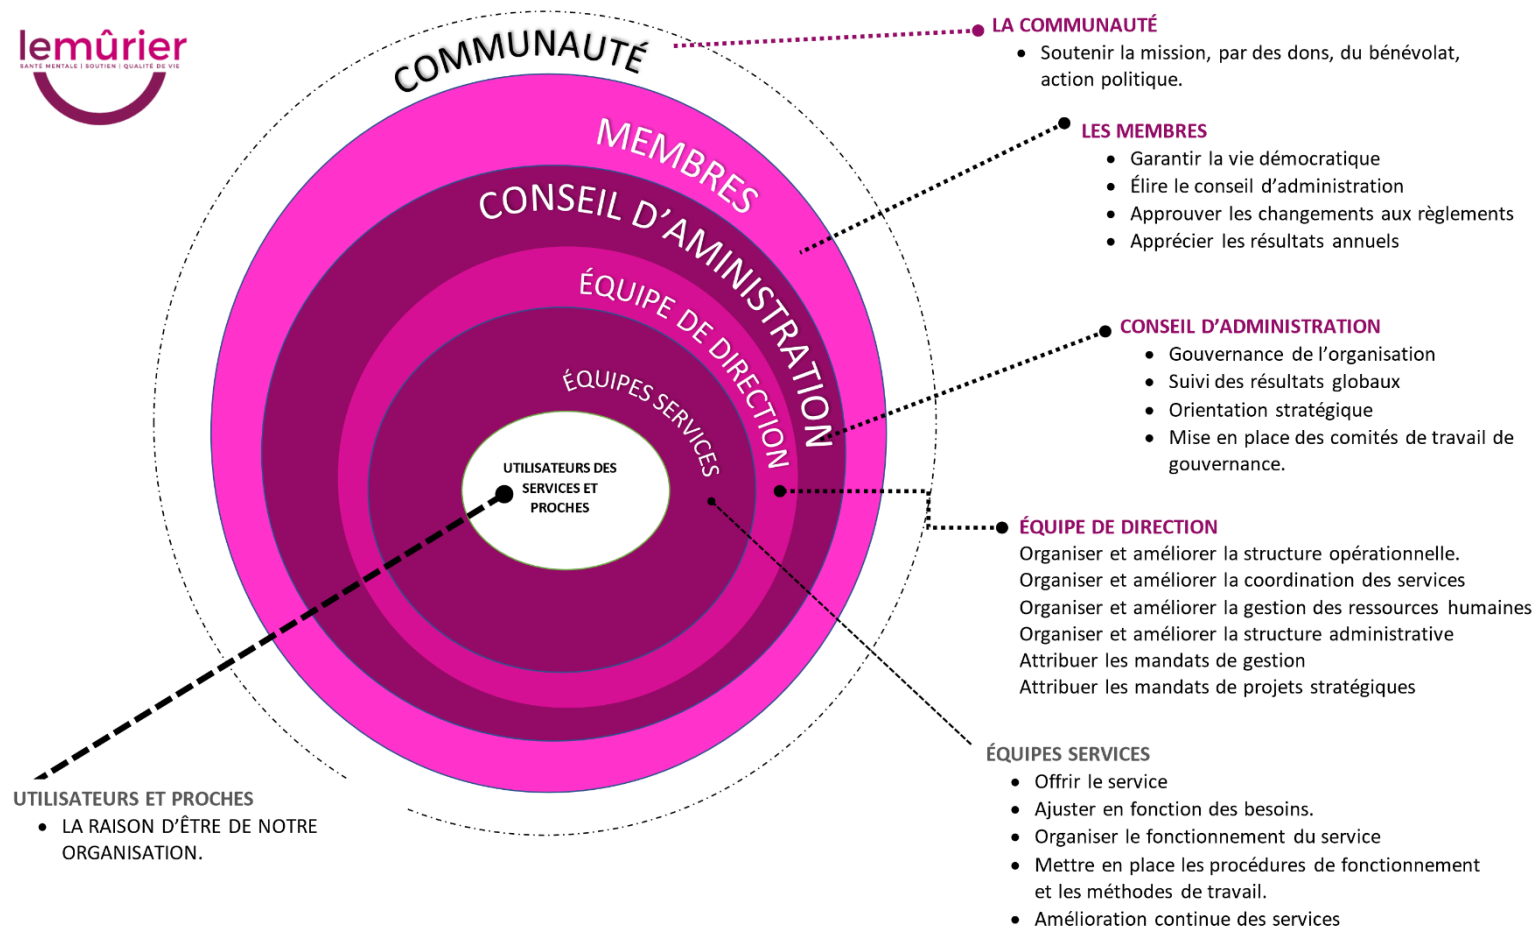 lemûrier
SANTÉ MENTALE | SOUTIEN | QUALITÉ DE VIE
COMMUNAUTÉ
MEMBRES
CONSEIL D’AMINISTRATION
ÉQUIPE DE DIRECTION
ÉQUIPES SERVICES
UTILISATEURS DES
SERVICES ET
PROCHES
LA COMMUNAUTÉ
• Soutenir la mission, par des dons, du bénévolat,
action politique.
LES MEMBRES
• Garantir la vie démocratique
• Élire le conseil d’administration
• Approuver les changements aux règlements
• Apprécier les résultats annuels
CONSEIL D’ADMINISTRATION
• Gouvernance de l’organisation
• Suivi des résultats globaux
• Orientation stratégique
• Mise en place des comités de travail de
gouvernance.
ÉQUIPE DE DIRECTION
Organiser et améliorer la structure opérationnelle.
Organiser et améliorer la coordination des services
Organiser et améliorer la gestion des ressources humaines
Organiser et améliorer la structure administrative
Attribuer les mandats de gestion
Attribuer les mandats de projets stratégiques
ÉQUIPES SERVICES
• Offrir le service
• Ajuster en fonction des besoins.
• Organiser le fonctionnement du service
• Mettre en place les procédures de fonctionnement
et les méthodes de travail.
• Amélioration continue des services
UTILISATEURS ET PROCHES
• LA RAISON D’ÊTRE DE NOTRE
ORGANISATION.